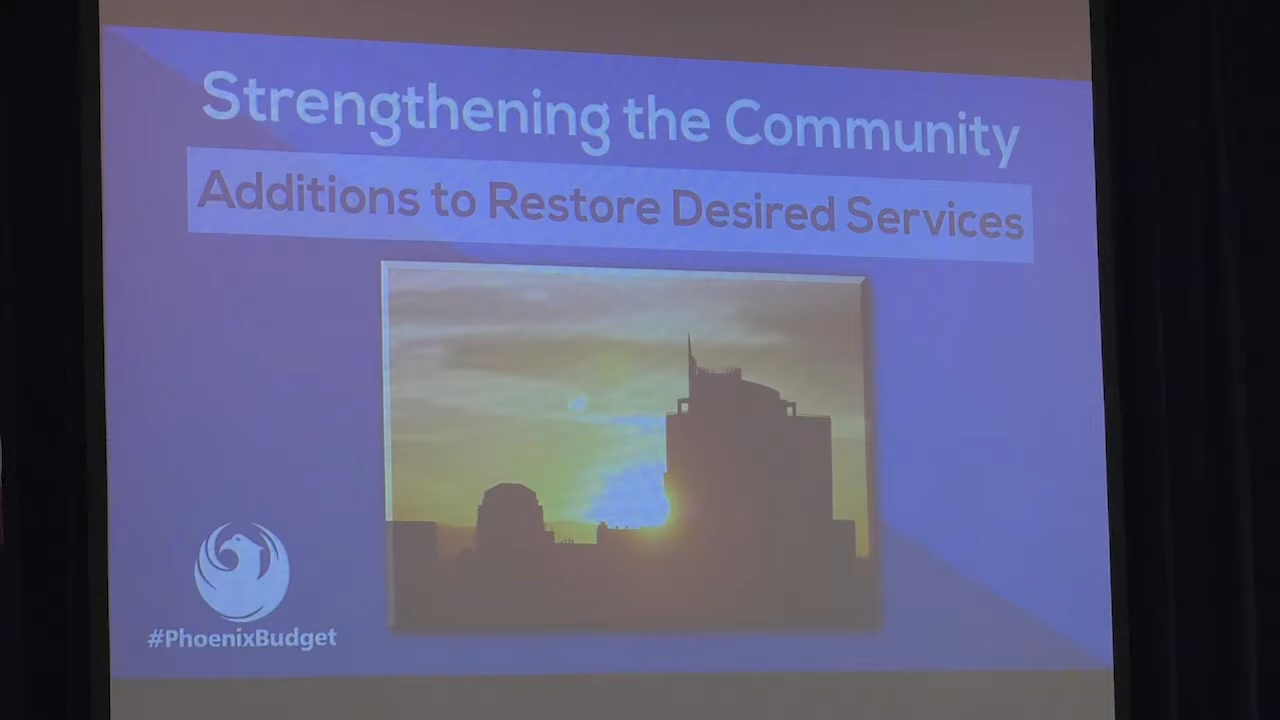 Strengthening the Community
Additions to Restore Desired Services
#PhoenixBudget